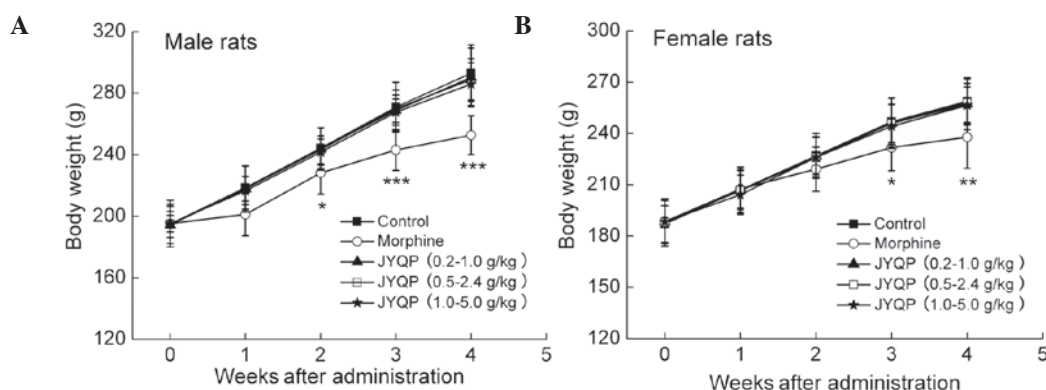 A
Male rats
Body weight (g)
320
280
240
200
160
120
*
***
***
Control
Morphine
JYQP (0.2-1.0 g/kg)
JYQP (0.5-2.4 g/kg)
JYQP (1.0-5.0 g/kg)
0 1 2 3 4 5
Weeks after administration
B
Female rats
Body weight (g)
300
270
240
210
180
150
120
*
**
Control
Morphine
JYQP (0.2-1.0 g/kg)
JYQP (0.5-2.4 g/kg)
JYQP (1.0-5.0 g/kg)
0 1 2 3 4 5
Weeks after administration